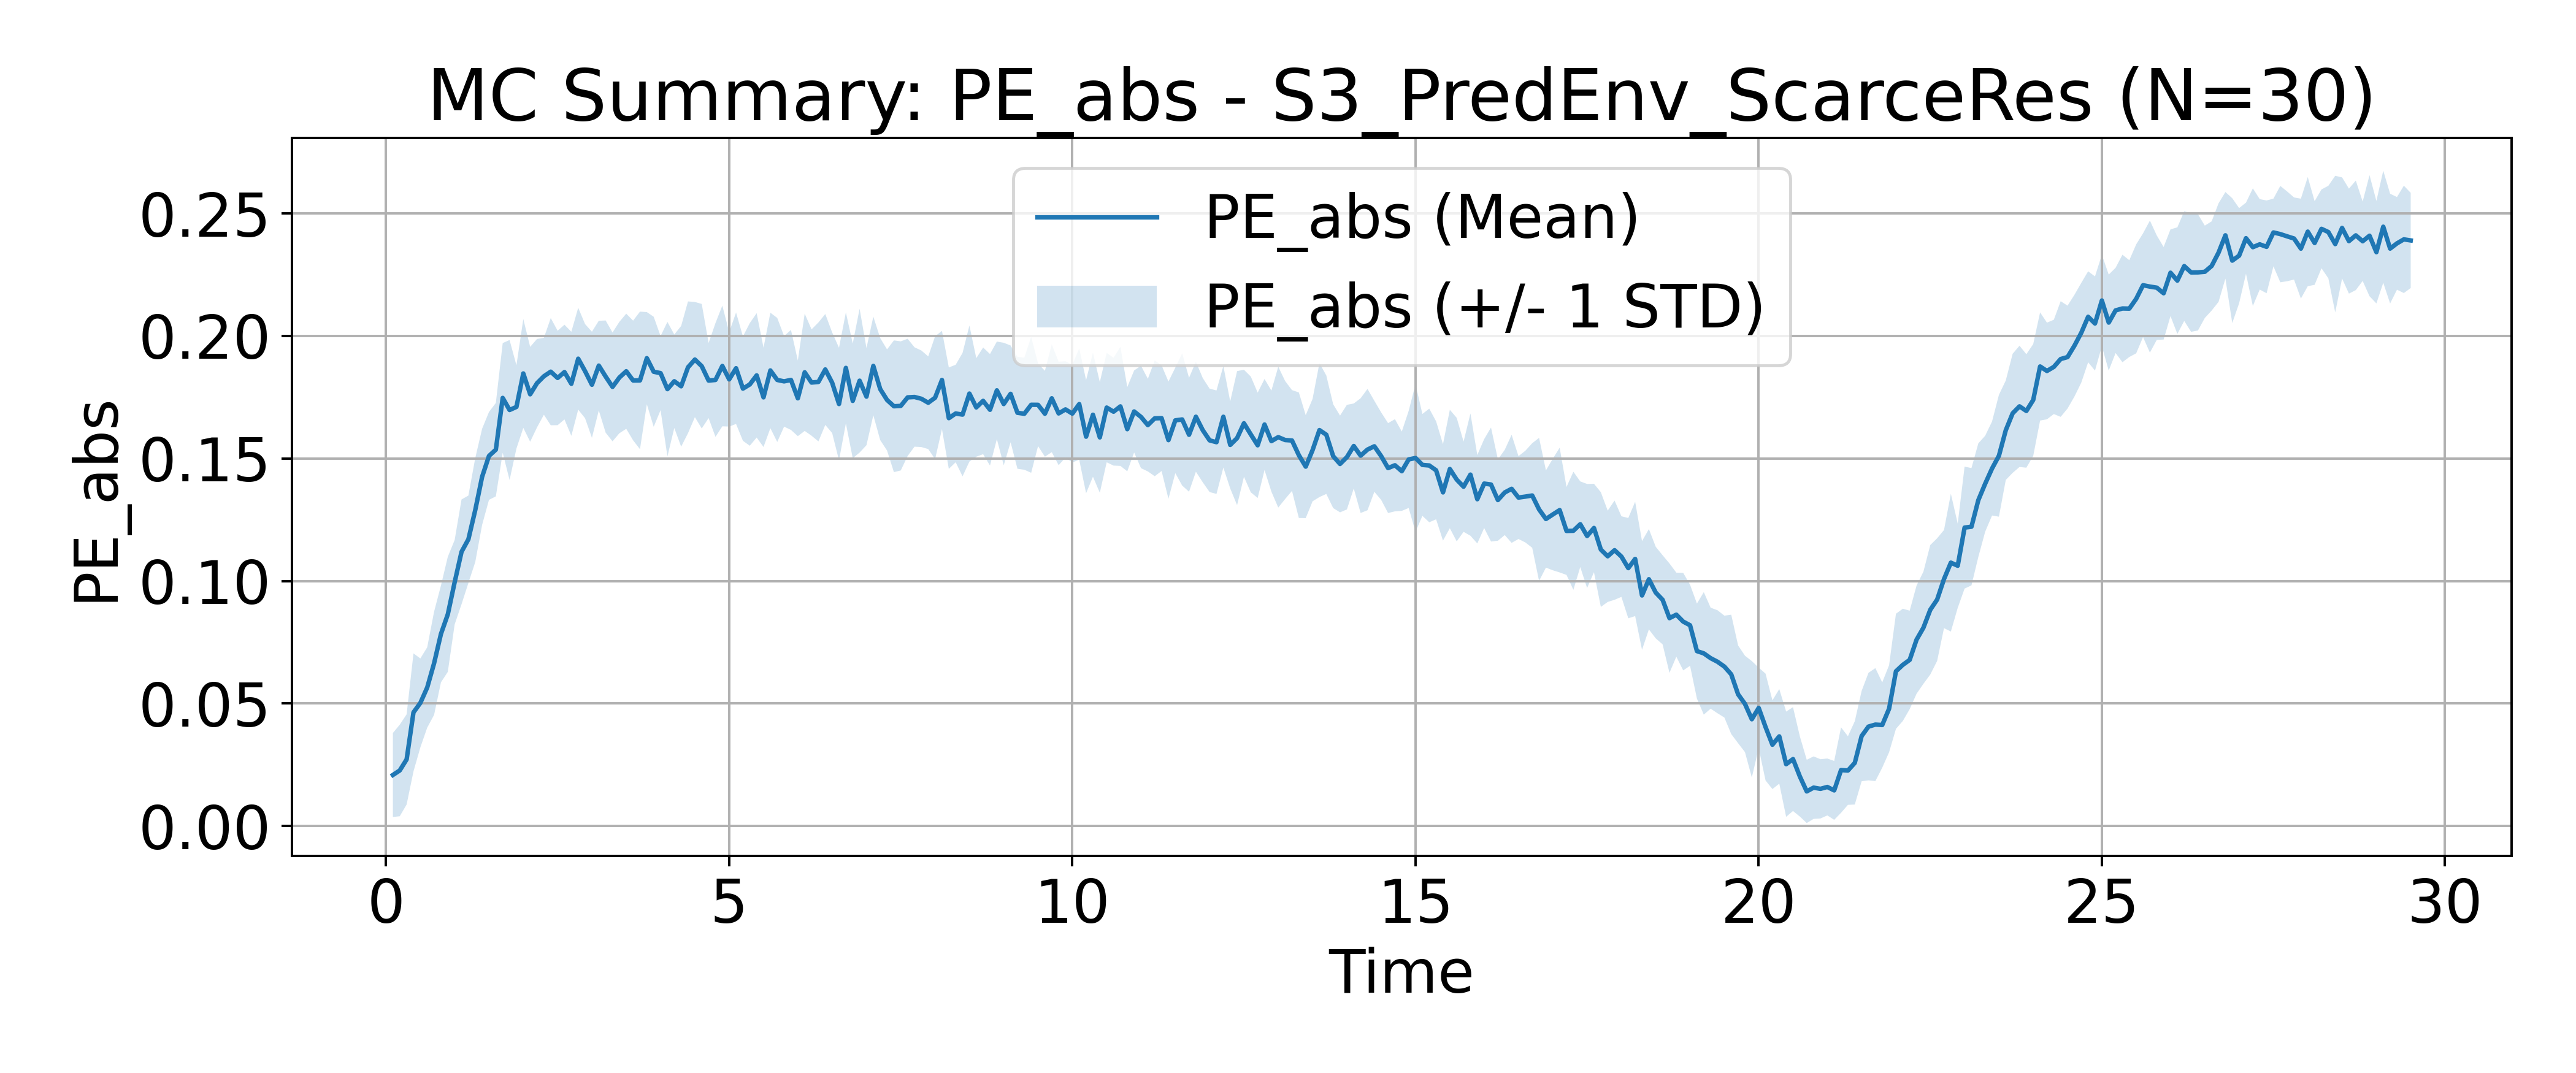 MC Summary: PE_abs - S3_PredEnv_ScarceRes (N=30)
PE_abs (Mean)
PE_abs (+/- 1 STD)
PE_abs
0.25
0.20
0.15
0.10
0.05
0.00
0 5 10 15 20 25 30
Time